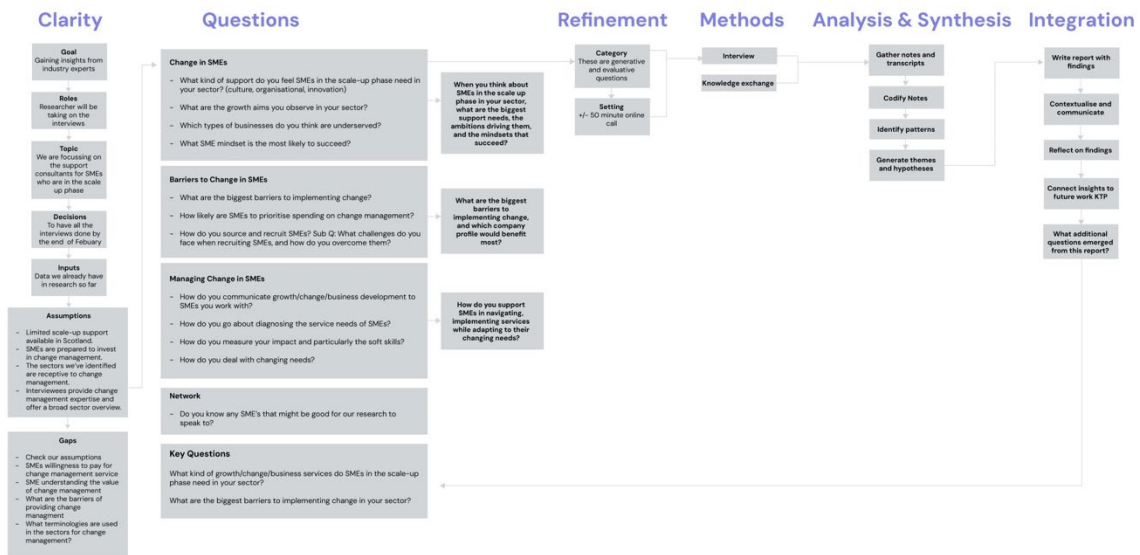 Clarity
Goal
Gaining insights from
industry experts
Roles
Researcher will be
taking on the
interviews
Topic
We are focussing on
the support
consultants for SMEs
who are in the scale
up phase
Decisions
To have all the
interviews done by
the end of Febuary
Inputs
Data we already have
in research so far
Assumptions
- Limited scale-up support
available in Scotland.
- SMEs are prepared to invest
in change management.
- The sectors we've identified
are receptive to change
management.
- Interviewees provide change
management expertise and
offer a broad sector overview.
Gaps
- Check our assumptions
- SMEs willingness to pay for
change management service
- SME understanding the value
of change management
- What are the barriers of
providing change
managment
- What terminologies are used
in the sectors for change
management?
Questions
Change in SMEs
- What kind of support do you feel SMEs in the scale-up phase need in
your sector? (culture, organisational, innovation)
- What are the growth aims you observe in your sector?
- Which types of businesses do you think are underserved?
- What SME mindset is the most likely to succeed?
When you think about
SMEs in the scale up
phase in your sector,
what are the biggest
support needs, the
ambitions driving them,
and the mindsets that
succeed?
Barriers to Change in SMEs
- What are the biggest barriers to implementing change?
- How likely are SMEs to prioritise spending on change management?
- How do you source and recruit SMEs? Sub Q: What challenges do you
face when recruiting SMEs, and how do you overcome them?
What are the biggest
barriers to
implementing change,
and which company
profile would benefit
most?
Managing Change in SMEs
- How do you communicate growth/change/business development to
SMEs you work with?
- How do you go about diagnosing the service needs of SMEs?
- How do you measure your impact and particularly the soft skills?
- How do you deal with changing needs?
How do you support
SMEs in navigating,
implementing services
while adapting to their
changing needs?
Network
- Do you know any SME's that might be good for our research to
speak to?
Key Questions
What kind of growth/change/business services do SMEs in the scale-up
phase need in your sector?
What are the biggest barriers to implementing change in your sector?
Refinement
Category
These are generative
and evaluative
questions
Setting
+/- 50 minute online
call
Methods
Interview
Knowledge exchange
Analysis & Synthesis
Gather notes and
transcripts
Codify Notes
Identify patterns
Generate themes
and hypotheses
Integration
Write report with
findings
Contextualise and
communicate
Reflect on findings
Connect insights to
future work KTP
What additional
questions emerged
from this report?